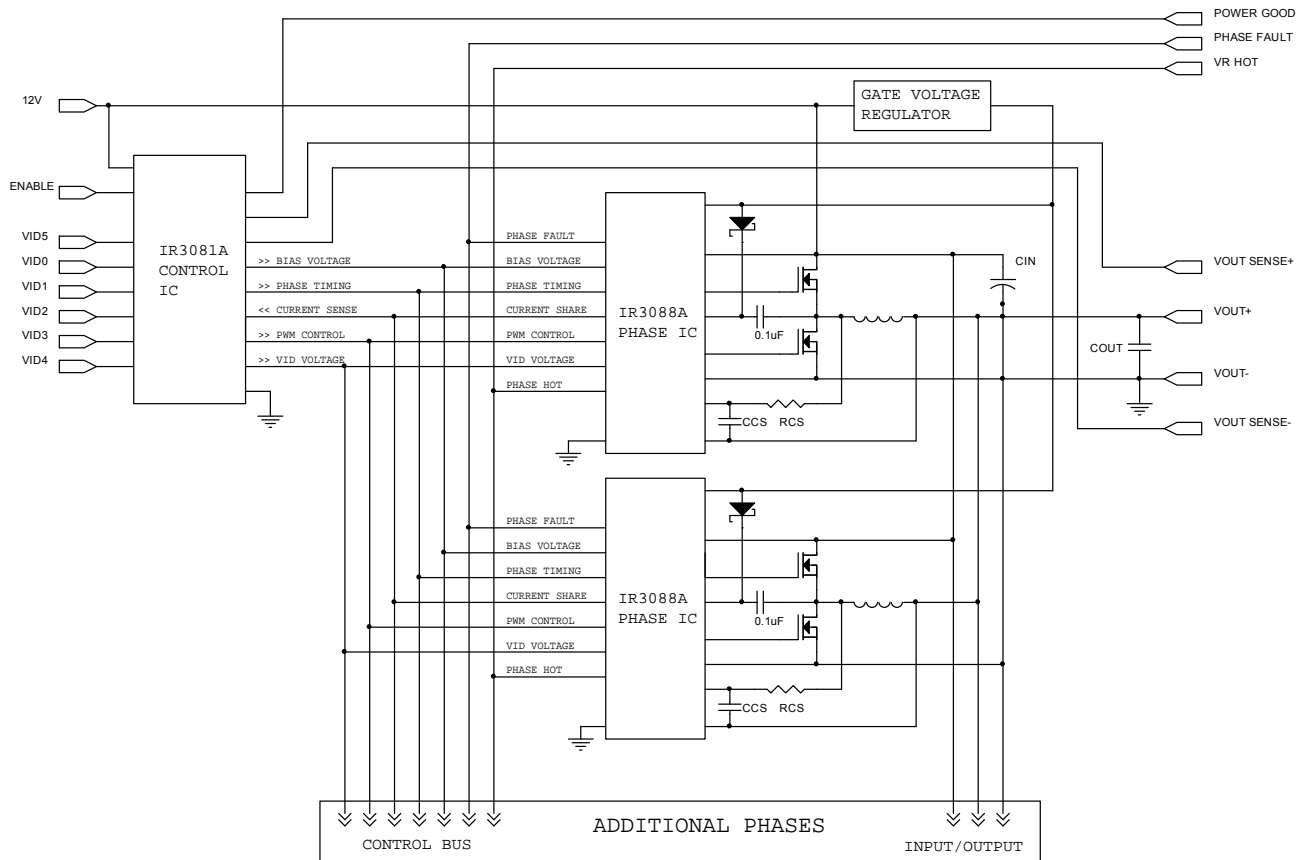 POWER GOOD
PHASE FAULT
VR HOT
12V
GATE VOLTAGE
REGULATOR
ENABLE
VID5
VID0
VID1
VID2
VID3
VID4
IR3081A
CONTROL
IC
>> BIAS VOLTAGE
>> PHASE TIMING
<< CURRENT SENSE
>> PWM CONTROL
>> VID VOLTAGE
PHASE FAULT
BIAS VOLTAGE
PHASE TIMING
CURRENT SHARE
PWM CONTROL
VID VOLTAGE
PHASE HOT
IR3088A
PHASE IC
0.1uF
CCS
RCS
CIN
COUT
VOUT SENSE+
VOUT+
VOUT-
VOUT SENSE-
PHASE FAULT
BIAS VOLTAGE
PHASE TIMING
CURRENT SHARE
PWM CONTROL
VID VOLTAGE
PHASE HOT
IR3088A
PHASE IC
0.1uF
CCS
RCS
ADDITIONAL PHASES
CONTROL BUS
INPUT/OUTPUT